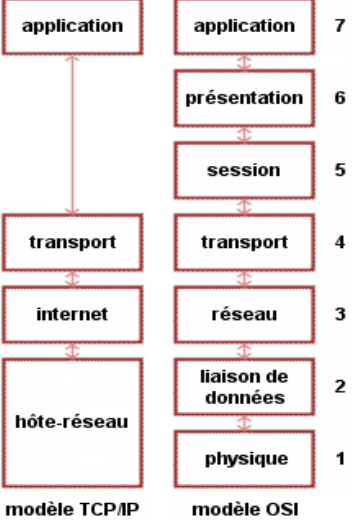 application application 7
présentation 6
session 5
transport transport 4
internet réseau 3
liaison de
données 2
hôte-réseau
physique 1
modèle TCP/IP modèle OSI